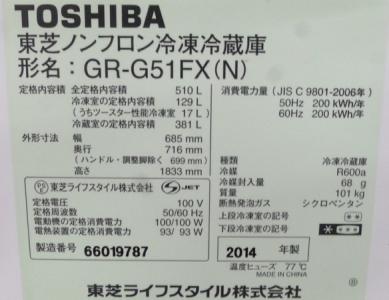 TOSHIBA
東芝ノンフロン冷凍冷蔵庫
形名：GR-G51FX(N)
定格内容積 全定格内容積 510 L
冷凍室の定格内容積 129 L
(うちツースター性能冷凍室 17 L)
冷蔵室の定格内容積 381 L
外形寸法 幅 685 mm
奥行 716 mm
(ハンドル・調整脚除く 699 mm)
高さ 1833 mm
消費電力量 (JIS C 9801-2006年)
50Hz 200 kWh/年
60Hz 200 kWh/年
種類 冷凍冷蔵庫
冷媒 R600a
冷媒封入量 68 g
質量 101 kg
断熱発泡ガス シクロペンタン
上段冷凍室の記号 **
下段冷凍室の記号 ****
PS E 東芝ライフスタイル株式会社 S JET
定格電圧 100 V
定格周波数 50/60 Hz
電動機の定格消費電力 100/100 W
電熱装置の定格消費電力 93/ 93 W
製造番号 66019787
2014 年製
温度ヒューズ 77℃
MADE IN JAPAN
東芝ライフスタイル株式会社